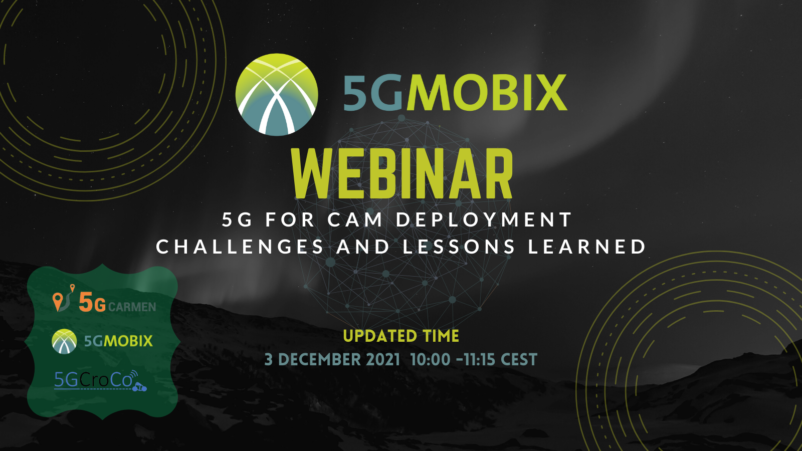 5GMOBIX
WEBINAR
5G FOR CAM DEPLOYMENT
CHALLENGES AND LESSONS LEARNED
5G CARMEN
5GMOBIX
5GCroCo
UPDATED TIME
3 DECEMBER 2021 10:00 -11:15 CEST